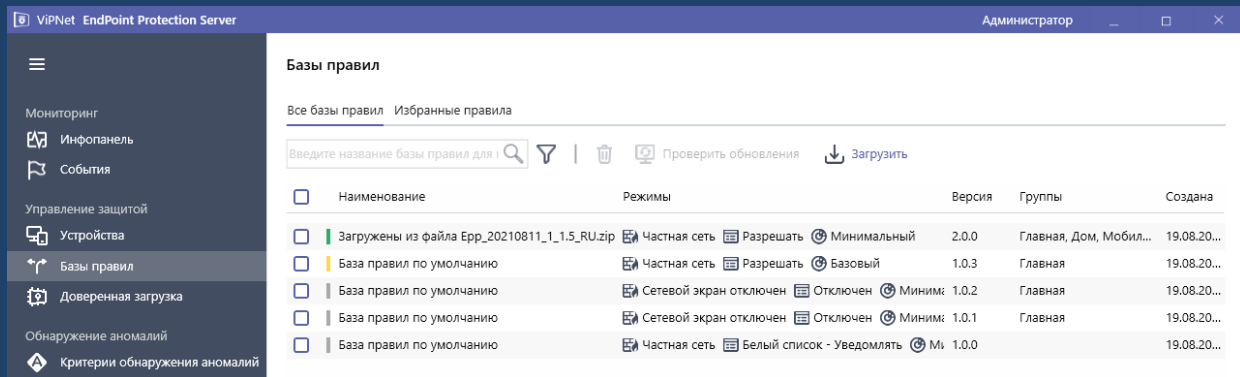 ViPNet EndPoint Protection Server Администратор
Базы правил
Мониторинг
Инфопанель
События
Управление защитой
Устройства
Базы правил
Доверенная загрузка
Обнаружение аномалий
Критерии обнаружения аномалий
Все базы правил Избранные правила
Введите название базы правил для Проверить обновления Загрузить
Наименование Режимы Версия Группы Создана
Загружены из файла Epp_20210811_1_1.5_RU.zip Частная сеть Разрешать Минимальный 2.0.0 Главная, Дом, Мобил... 19.08.20...
База правил по умолчанию Частная сеть Разрешать Базовый 1.0.3 Главная 19.08.20...
База правил по умолчанию Сетевой экран отключен Отключен Минима 1.0.2 Главная 19.08.20...
База правил по умолчанию Сетевой экран отключен Отключен Минима 1.0.1 Главная 19.08.20...
База правил по умолчанию Частная сеть Белый список - Уведомлять Ми 1.0.0 19.08.20...